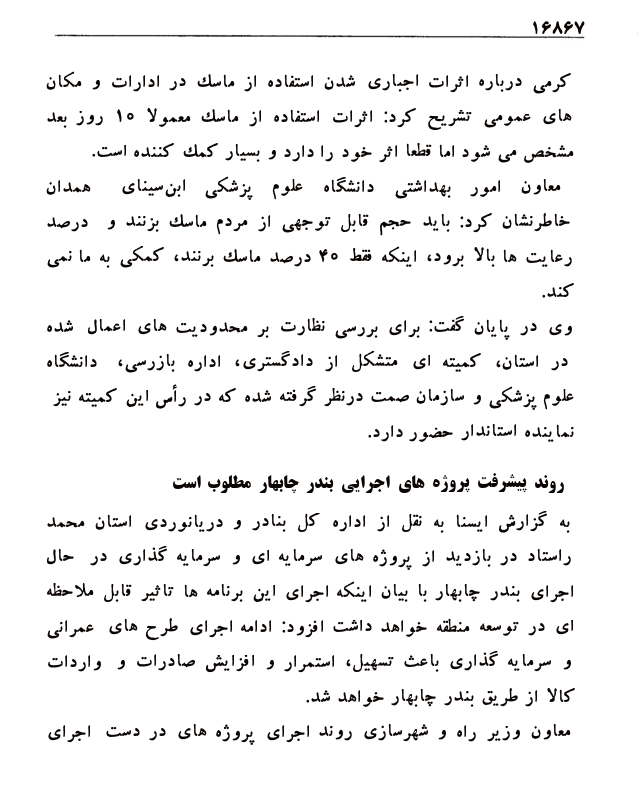 ۱۶۸۶۷
کرمی درباره اثرات اجباری شدن استفاده از ماسک در ادارات و مکان
های عمومی تشریح کرد: اثرات استفاده از ماسک معمولا ۱۰ روز بعد
مشخص می شود اما قطعا اثر خود را دارد و بسیار کمک کننده است.
معاون امور بهداشتی دانشگاه علوم پزشکی ابن‌سینای همدان
خاطرنشان کرد: باید حجم قابل توجهی از مردم ماسک بزنند و درصد
رعایت ها بالا برود، اینکه فقط ۴۰ درصد ماسک برنند، کمکی به ما نمی
کند.
وی در پایان گفت: برای بررسی نظارت بر محدودیت های اعمال شده
در استان، کمیته ای متشکل از دادگستری، اداره بازرسی، دانشگاه
علوم پزشکی و سازمان صمت درنظر گرفته شده که در رأس این کمیته نیز
نماینده استاندار حضور دارد.
روند پیشرفت پروژه های اجرایی بندر چابهار مطلوب است
به گزارش ایسنا به نقل از اداره کل بنادر و دریانوردی استان محمد
راستاد در بازدید از پروژه های سرمایه ای و سرمایه گذاری در حال
اجرای بندر چابهار با بیان اینکه اجرای این برنامه ها تاثیر قابل ملاحظه
ای در توسعه منطقه خواهد داشت افزود: ادامه اجرای طرح های عمرانی
و سرمایه گذاری باعث تسهیل، استمرار و افزایش صادرات و واردات
کالا از طریق بندر چابهار خواهد شد.
معاون وزیر راه و شهرسازی روند اجرای پروژه های در دست اجرای